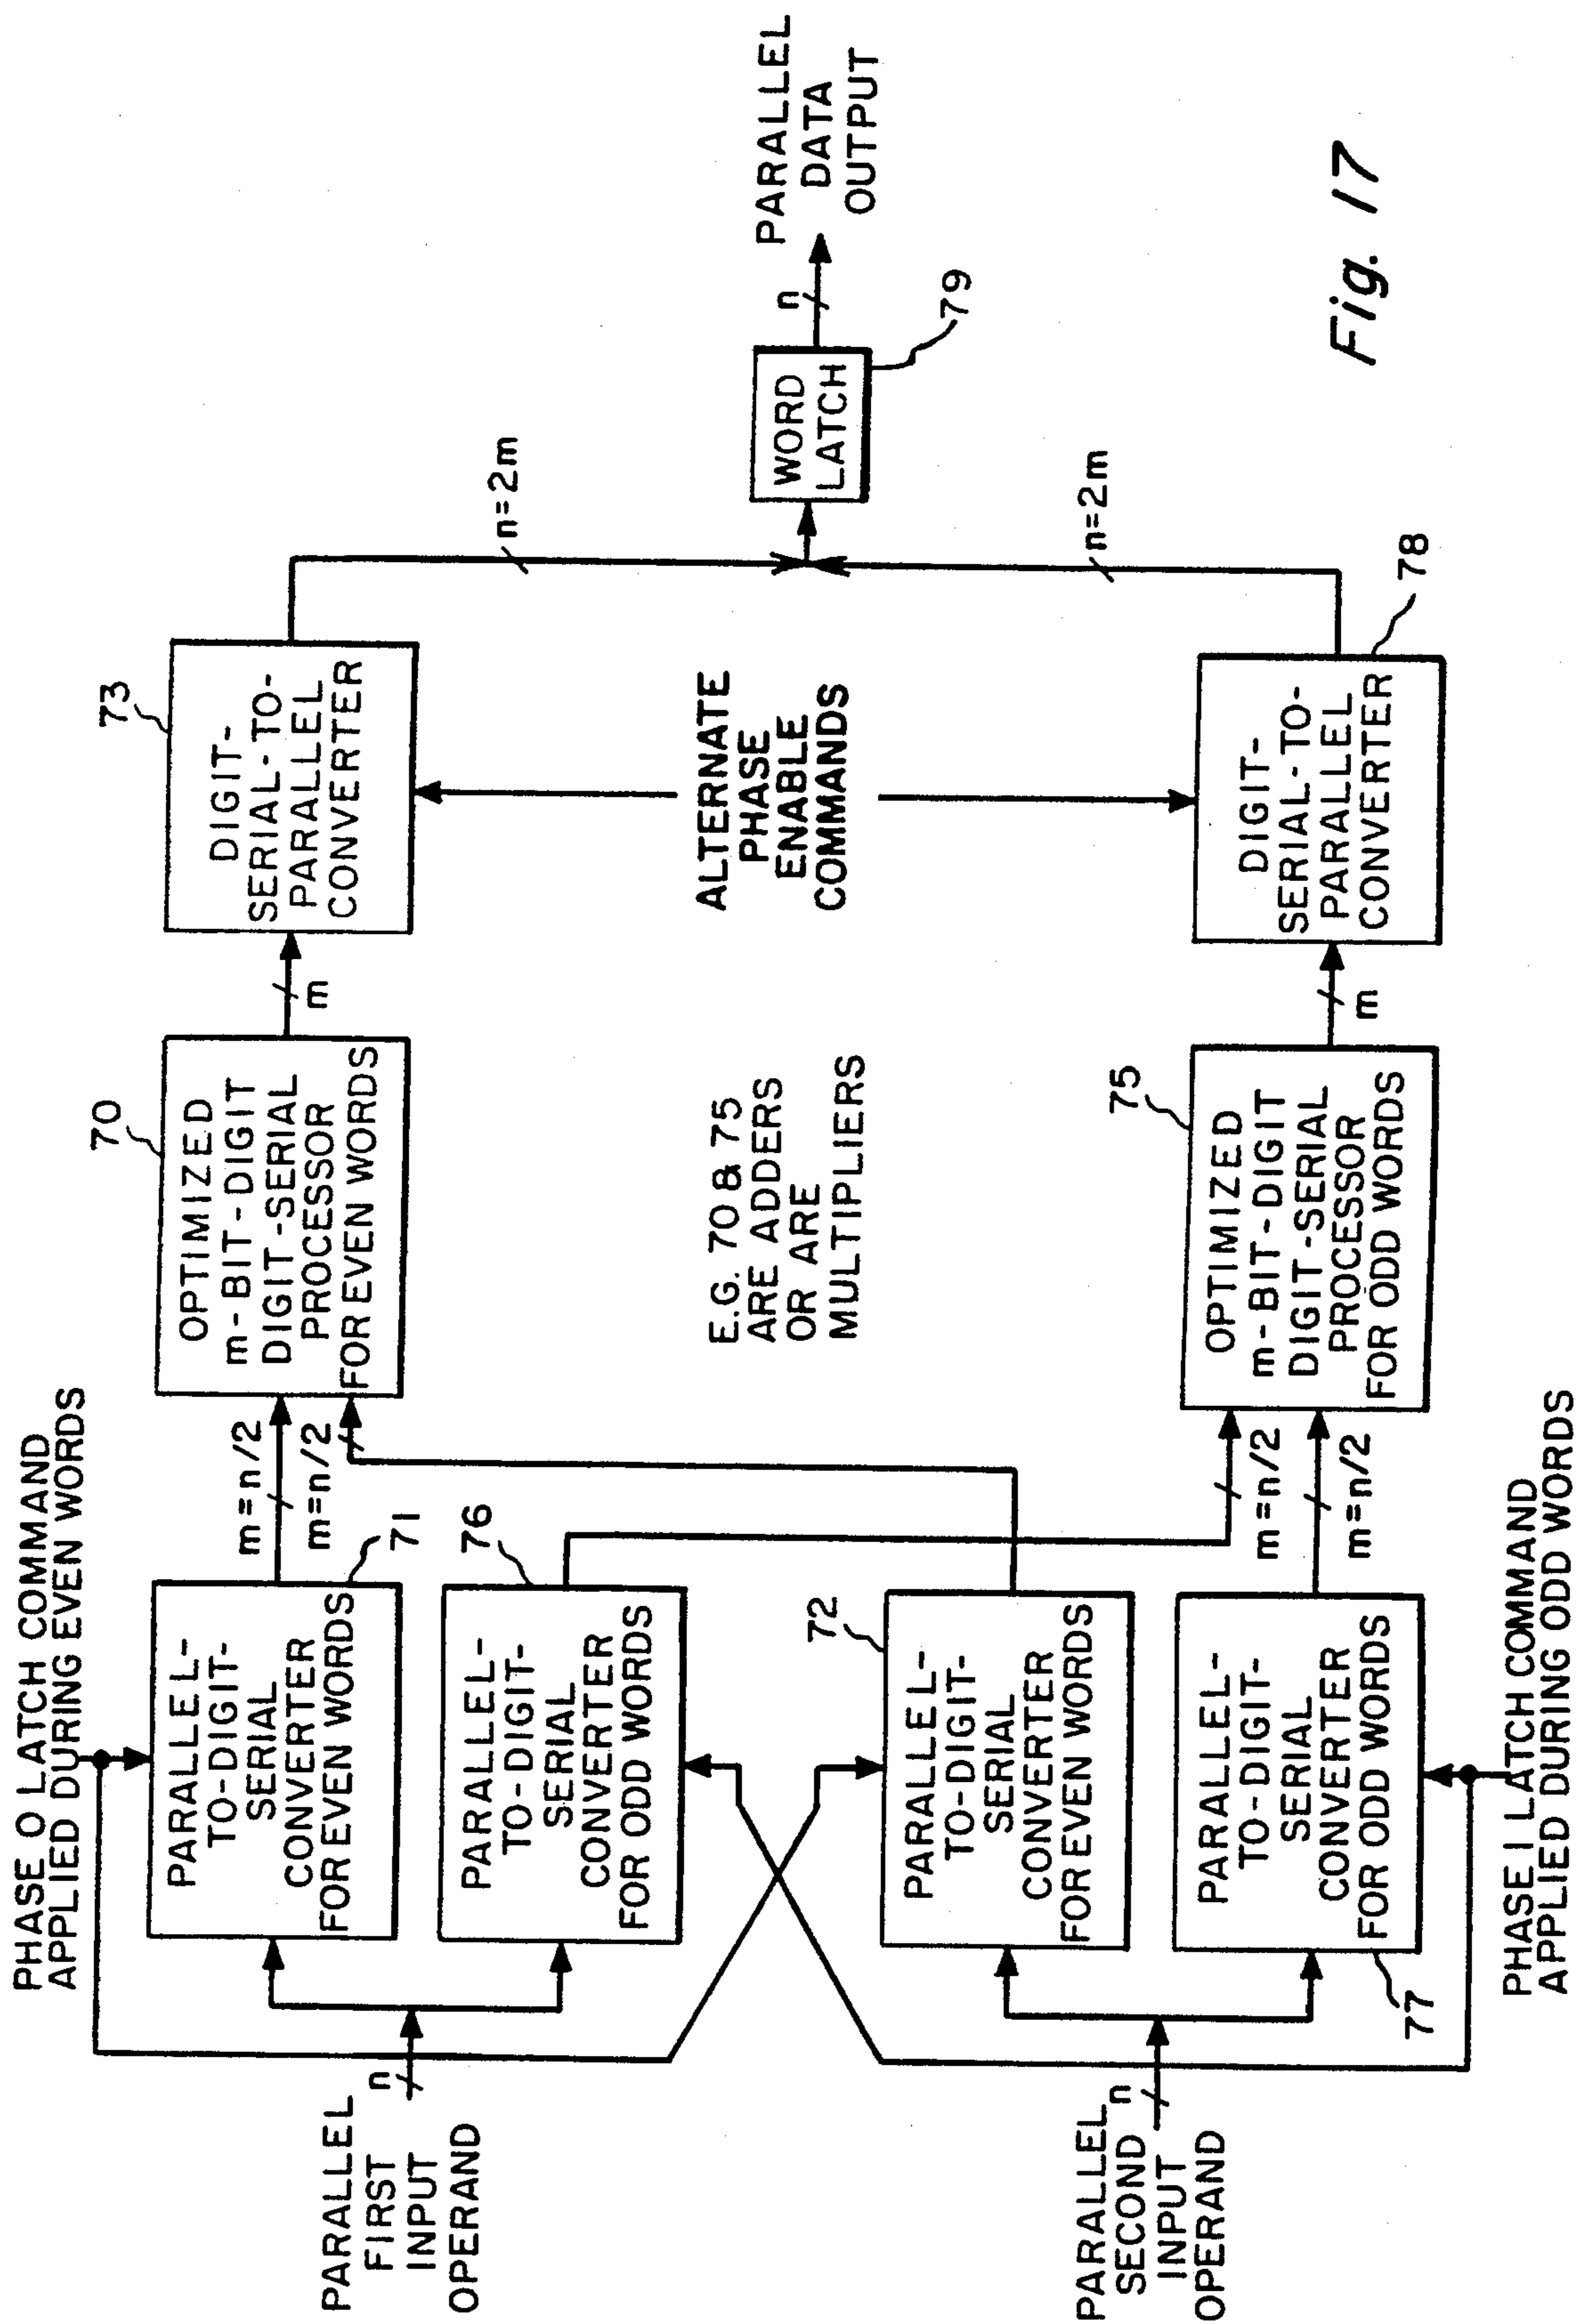 PHASE 0 LATCH COMMAND
APPLIED DURING EVEN WORDS
PARALLEL
FIRST
INPUT
OPERAND
n
PARALLEL-
TO-DIGIT-
SERIAL
CONVERTER
FOR EVEN WORDS
71
m=n/2
m=n/2
PARALLEL-
TO-DIGIT-
SERIAL
CONVERTER
FOR ODD WORDS
76
70
OPTIMIZED
m-BIT-DIGIT
DIGIT-SERIAL
PROCESSOR
FOR EVEN WORDS
m
73
DIGIT-
SERIAL-TO-
PARALLEL
CONVERTER
n=2m
E.G. 70 & 75
ARE ADDERS
OR ARE
MULTIPLIERS
ALTERNATE
PHASE
ENABLE
COMMANDS
WORD
LATCH
79
n
PARALLEL
DATA
OUTPUT
PARALLEL
SECOND
INPUT
OPERAND
n
72
PARALLEL-
TO-DIGIT-
SERIAL
CONVERTER
FOR EVEN WORDS
PARALLEL-
TO-DIGIT-
SERIAL
CONVERTER
FOR ODD WORDS
77
m=n/2
m=n/2
75
OPTIMIZED
m-BIT-DIGIT
DIGIT-SERIAL
PROCESSOR
FOR ODD WORDS
m
DIGIT-
SERIAL-TO-
PARALLEL
CONVERTER
78
n=2m
PHASE 1 LATCH COMMAND
APPLIED DURING ODD WORDS
Fig. 17